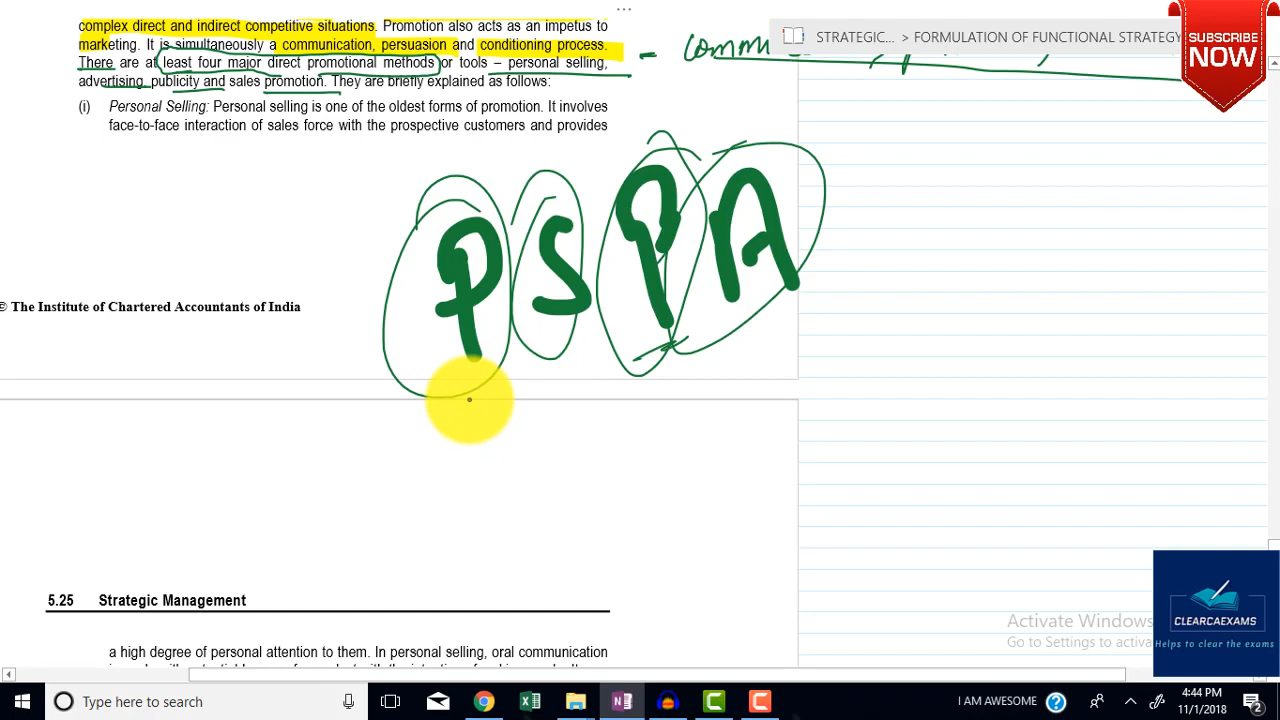 complex direct and indirect competitive situations. Promotion also acts as an impetus to
marketing. It is simultaneously a communication, persuasion and conditioning process.
There are at least four major direct promotional methods or tools – personal selling,
advertising, publicity and sales promotion. They are briefly explained as follows:
(i) Personal Selling: Personal selling is one of the oldest forms of promotion. It involves
face-to-face interaction of sales force with the prospective customers and provides
STRATEGIC... > FORMULATION OF FUNCTIONAL STRATEGY
SUBSCRIBE
NOW
P S P A
© The Institute of Chartered Accountants of India
5.25 Strategic Management
a high degree of personal attention to them. In personal selling, oral communication
CLEARCAEXAMS
Helps to clear the exams
Activate Windows
Go to Settings to activa
Type here to search
I AM AWESOME
4:44 PM
11/1/2018
2